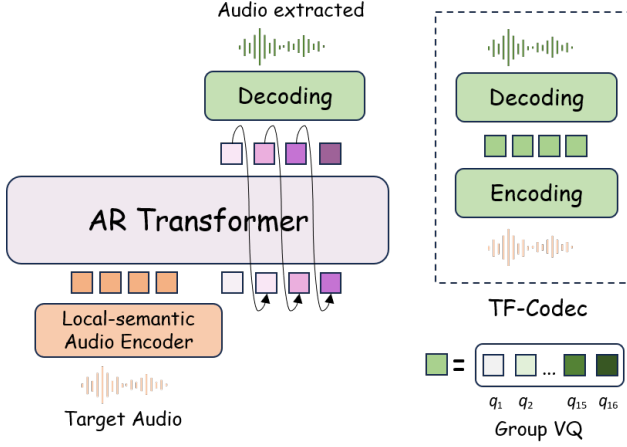 Audio extracted
Decoding
AR Transformer
Local-semantic
Audio Encoder
Target Audio
Decoding
Encoding
TF-Codec
=
q1 q2 ... q15 q16
Group VQ